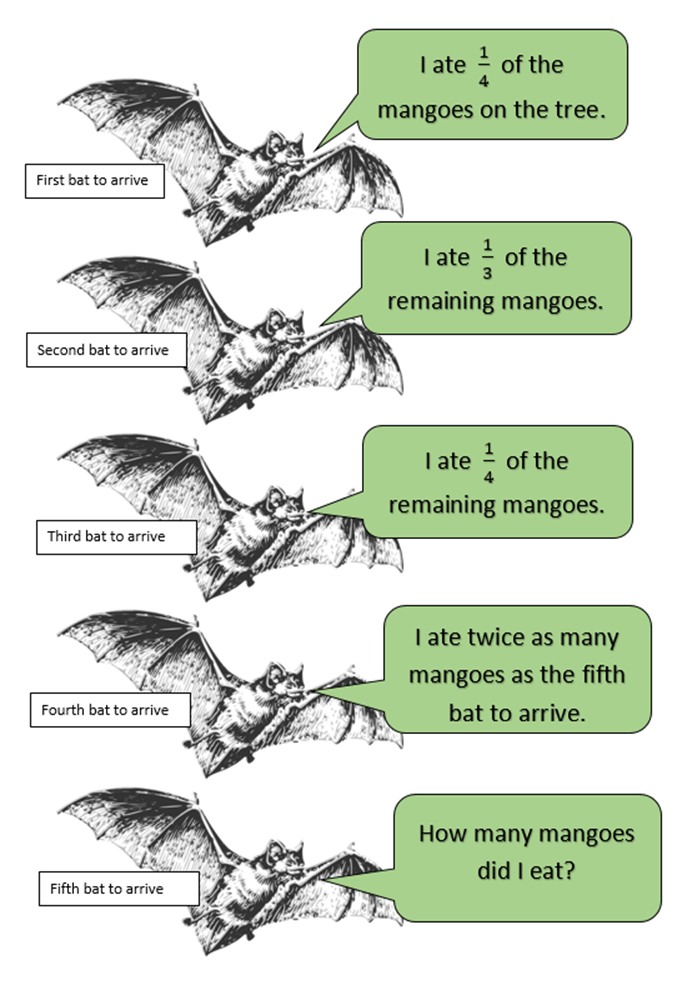 I ate 1/4 of the
mangoes on the tree.
First bat to arrive
I ate 1/3 of the
remaining mangoes.
Second bat to arrive
I ate 1/4 of the
remaining mangoes.
Third bat to arrive
I ate twice as many
mangoes as the fifth
bat to arrive.
Fourth bat to arrive
How many mangoes
did I eat?
Fifth bat to arrive